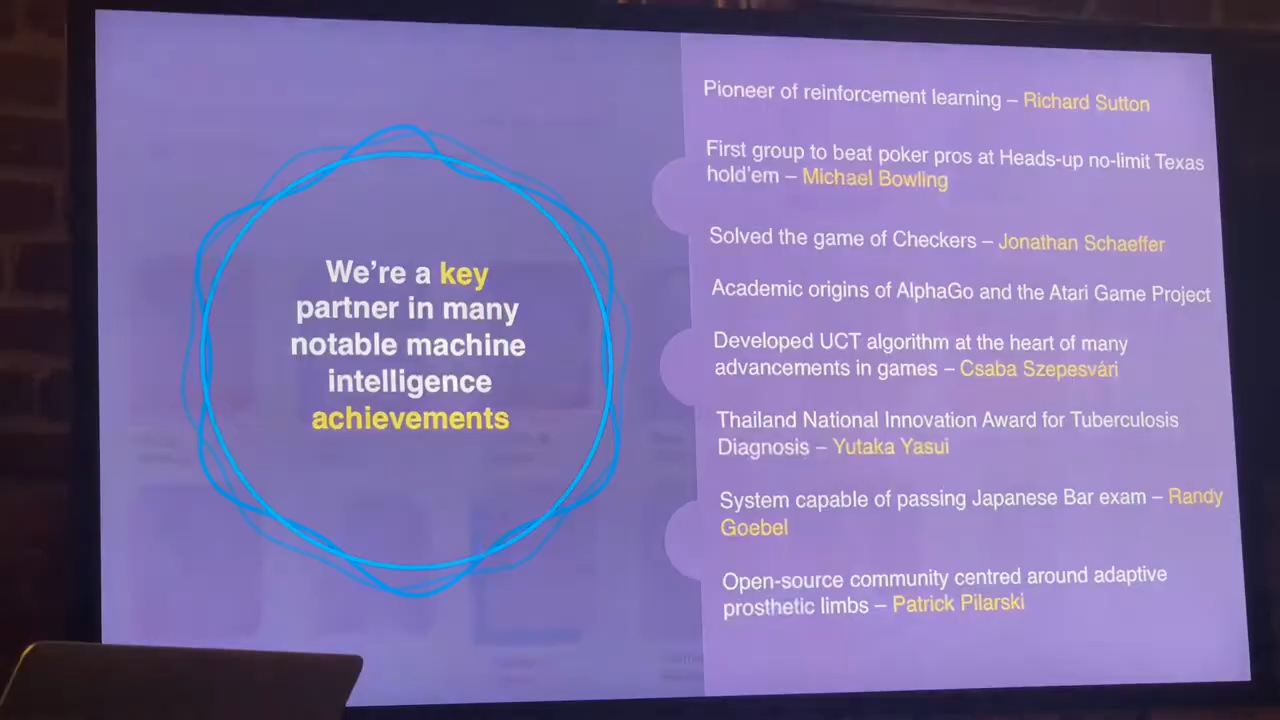 We’re a key
partner in many
notable machine
intelligence
achievements
Pioneer of reinforcement learning – Richard Sutton
First group to beat poker pros at Heads-up no-limit Texas
hold’em – Michael Bowling
Solved the game of Checkers – Jonathan Schaeffer
Academic origins of AlphaGo and the Atari Game Project
Developed UCT algorithm at the heart of many
advancements in games – Csaba Szepesvári
Thailand National Innovation Award for Tuberculosis
Diagnosis – Yutaka Yasui
System capable of passing Japanese Bar exam – Randy
Goebel
Open-source community centred around adaptive
prosthetic limbs – Patrick Pilarski